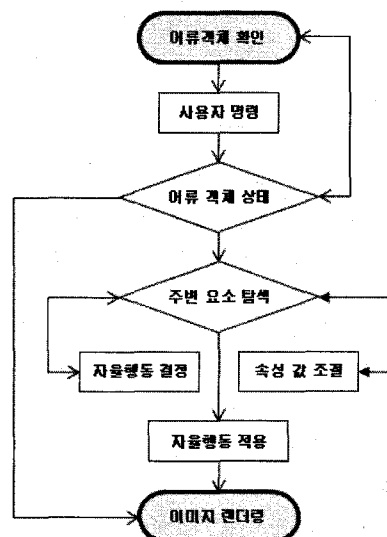 어류객체 확인
사용자 명령
어류 객체 상태
주변 요소 탐색
자율행동 결정
속성 값 조절
자율행동 적용
이미지 렌더링